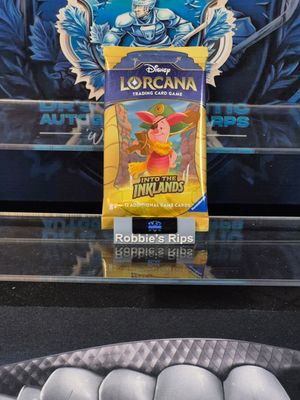 Disney
LORCANA
TRADING CARD GAME
INTO THE
INKLANDS
12 ADDITIONAL GAME CARDS
Robbie's Rips